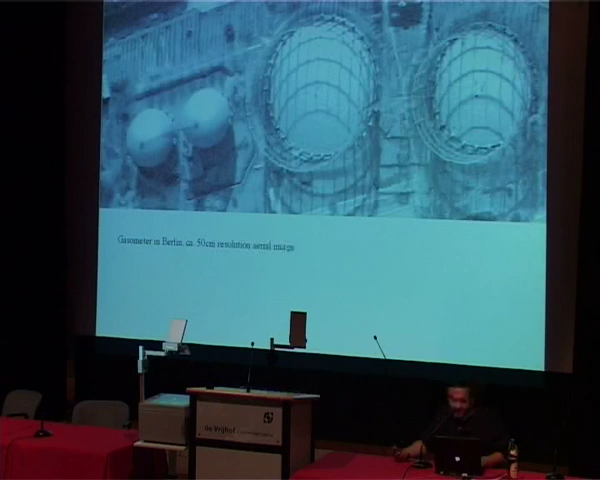 Gasometer in Berlin, ca. 50cm resolution aerial image
de Vrijhof